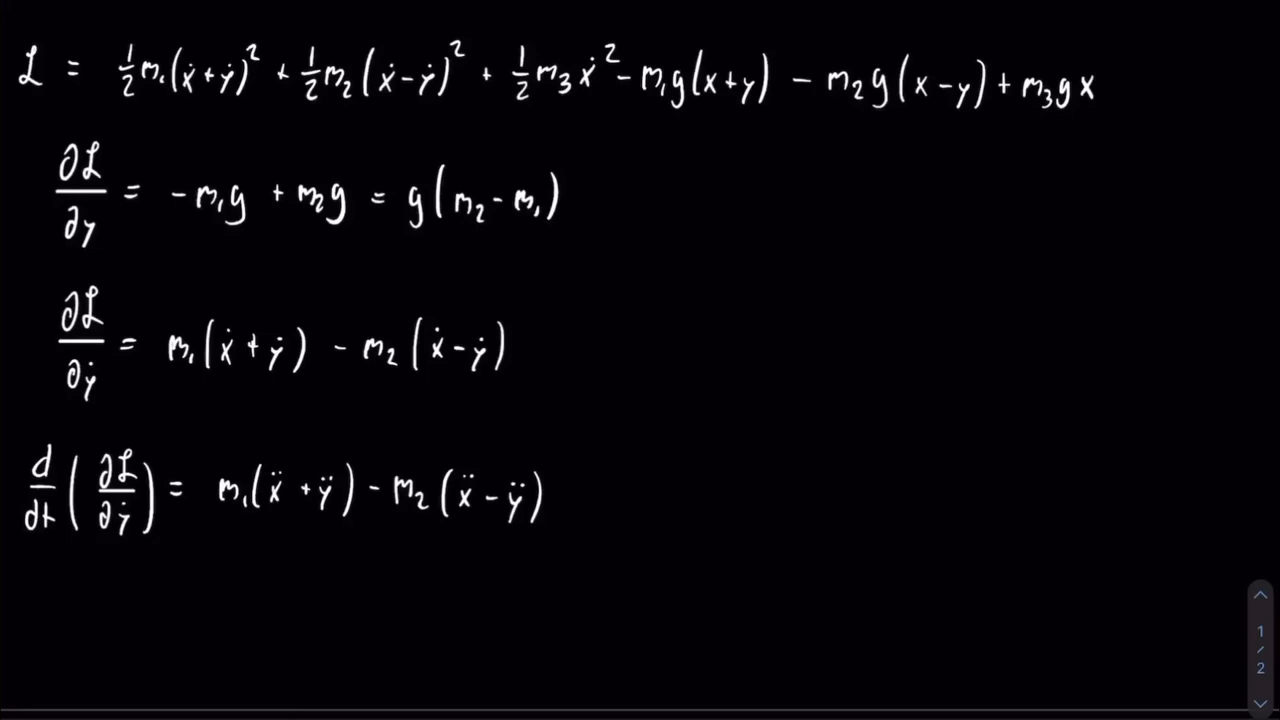 ℒ = ½m₁(ẋ+ẏ)² + ½m₂(ẋ−ẏ)² + ½m₃ẋ² − m₁g(x+y) − m₂g(x−y) + m₃gx
∂ℒ/∂y = −m₁g + m₂g = g(m₂ − m₁)
∂ℒ/∂ẏ = m₁(ẋ + ẏ) − m₂(ẋ − ẏ)
d/dt(∂ℒ/∂ẏ) = m₁(ẍ + ÿ) − m₂(ẍ − ÿ)
1
/
2